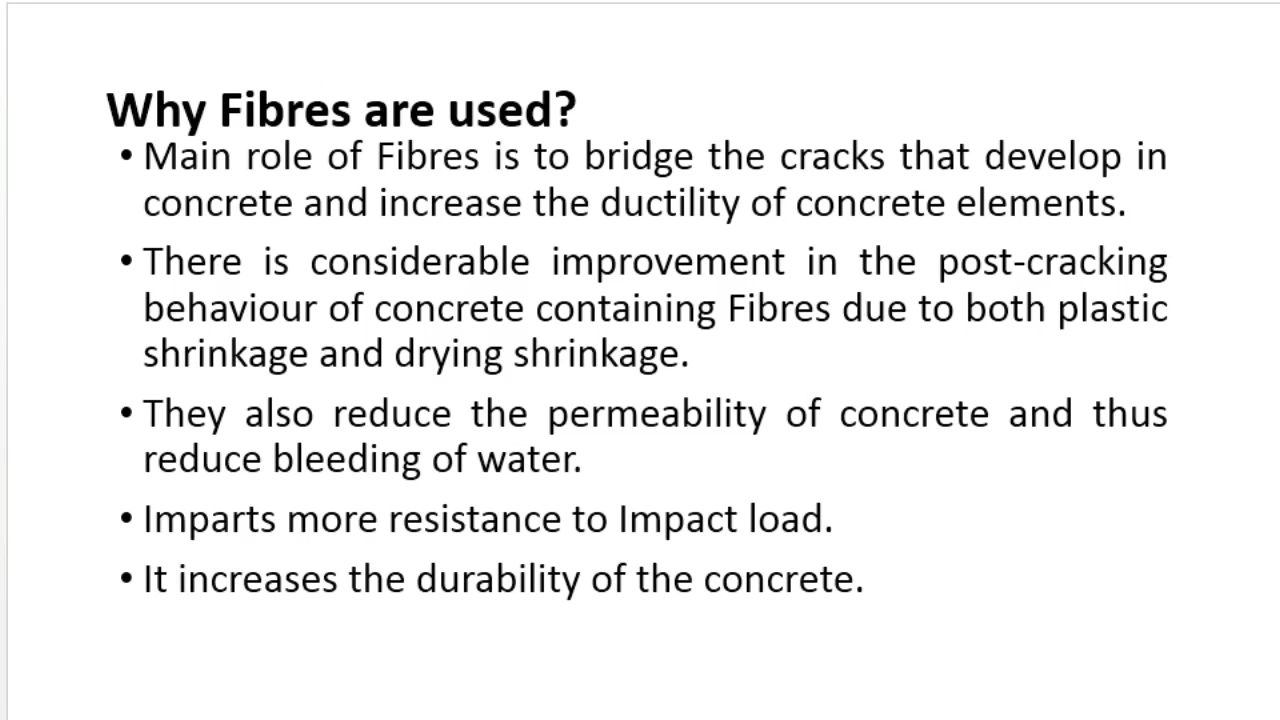 Why Fibres are used?
• Main role of Fibres is to bridge the cracks that develop in
concrete and increase the ductility of concrete elements.
• There is considerable improvement in the post-cracking
behaviour of concrete containing Fibres due to both plastic
shrinkage and drying shrinkage.
• They also reduce the permeability of concrete and thus
reduce bleeding of water.
• Imparts more resistance to Impact load.
• It increases the durability of the concrete.